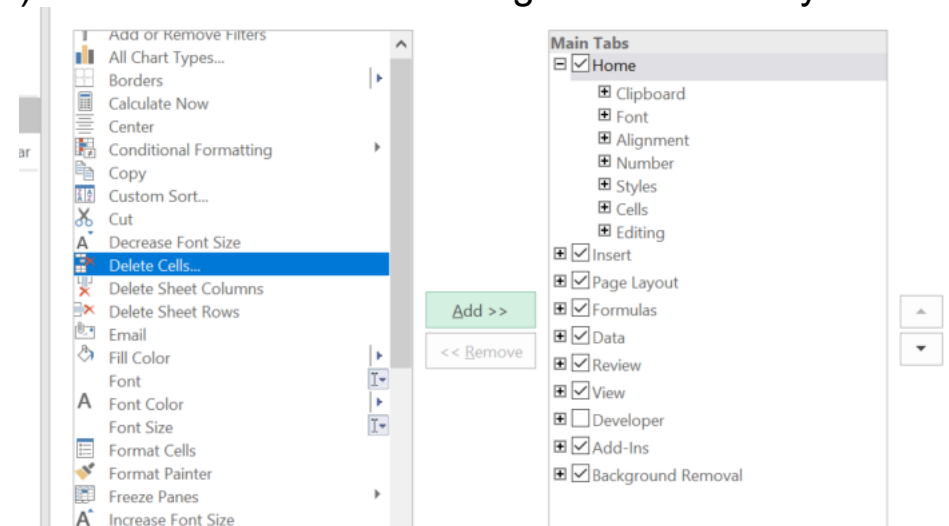 Add or Remove Filters
All Chart Types...
Borders
Calculate Now
Center
Conditional Formatting
Copy
Custom Sort...
Cut
Decrease Font Size
Delete Cells...
Delete Sheet Columns
Delete Sheet Rows
Email
Fill Color
Font
Font Color
Font Size
Format Cells
Format Painter
Freeze Panes
Increase Font Size
Add >>
<< Remove
Main Tabs
Home
Clipboard
Font
Alignment
Number
Styles
Cells
Editing
Insert
Page Layout
Formulas
Data
Review
View
Developer
Add-Ins
Background Removal